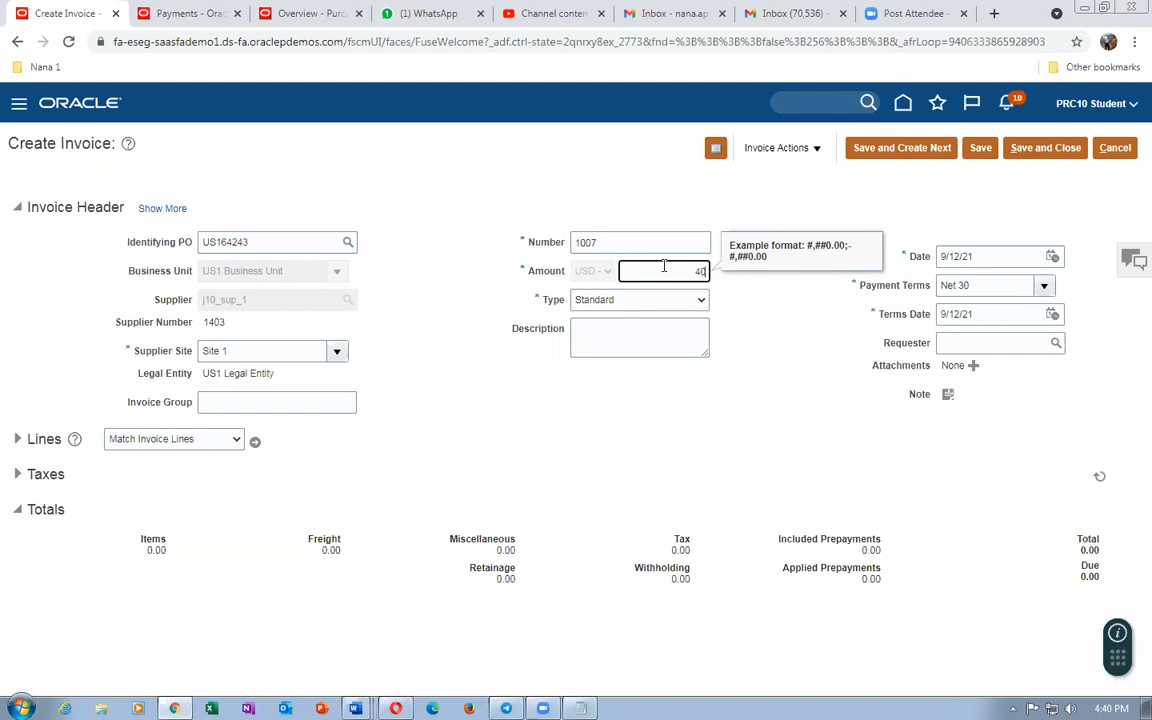 Create Invoice -
Payments - Orac
Overview - Purc
(1) WhatsApp
Channel conten
Inbox - nana.ap
Inbox (70,536) -
Post Attendee -
fa-eseg-saasfademo1.ds-fa.oraclepdemos.com/fscmUI/faces/FuseWelcome?_adf.ctrl-state=2qnrxy8ex_2773&fnd=%3B%3B%3B%3Bfalse%3B256%3B%3B%3B&_afrLoop=9406333865928903
Nana 1
Other bookmarks
ORACLE
10
PRC10 Student
Create Invoice: ?
Invoice Actions
Save and Create Next
Save
Save and Close
Cancel
Invoice Header
Show More
Identifying PO US164243
Business Unit US1 Business Unit
Supplier j10_sup_1
Supplier Number 1403
* Supplier Site Site 1
Legal Entity US1 Legal Entity
Invoice Group
* Number 1007
* Amount USD - 40
Example format: #,##0.00;-
#,##0.00
* Type Standard
Description
* Date 9/12/21
* Payment Terms Net 30
* Terms Date 9/12/21
Requester
Attachments None
Note
Lines ? Match Invoice Lines
Taxes
Totals
Items Freight Miscellaneous Tax Included Prepayments Total
0.00 0.00 0.00 0.00 0.00 0.00
Retainage Withholding Applied Prepayments Due
0.00 0.00 0.00 0.00
4:40 PM